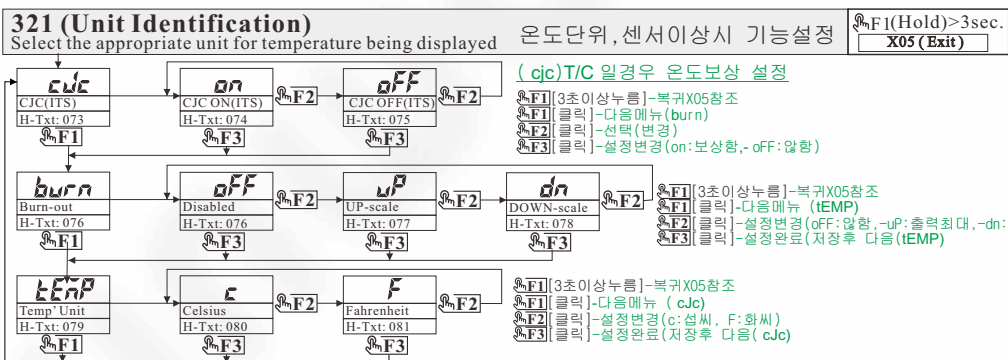 321 (Unit Identification)
Select the appropriate unit for temperature being displayed
온도단위,센서이상시 기능설정
F1(Hold)>3sec.
X05 (Exit)
cJc
CJC(ITS)
H-Txt: 073
F1
on
CJC ON(ITS)
H-Txt: 074
F2
F3
oFF
CJC OFF(ITS)
H-Txt: 075
F2
F3
( cjc)T/C 일경우 온도보상 설정
F1[3초이상누름]-복귀X05참조
F1[클릭]-다음메뉴(burn)
F2[클릭]-선택(변경)
F3[클릭]-설정변경(on:보상함,- oFF:않함)
burn
Burn-out
H-Txt: 076
F1
oFF
Disabled
H-Txt: 076
F2
F3
uP
UP-scale
H-Txt: 077
F2
F3
dn
DOWN-scale
H-Txt: 078
F2
F3
F1[3초이상누름]-복귀X05참조
F1[클릭]-다음메뉴 (tEMP)
F2[클릭]-설정변경(oFF:않함,-uP:출력최대,-dn:
F3[클릭]-설정완료(저장후 다음(tEMP)
tEMP
Temp' Unit
H-Txt: 079
F1
c
Celsius
H-Txt: 080
F2
F3
F
Fahrenheit
H-Txt: 081
F2
F3
F1[3초이상누름]-복귀X05참조
F1[클릭]-다음메뉴 ( cJc)
F2[클릭]-설정변경(c:섭씨, F:화씨)
F3[클릭]-설정완료(저장후 다음( cJc)